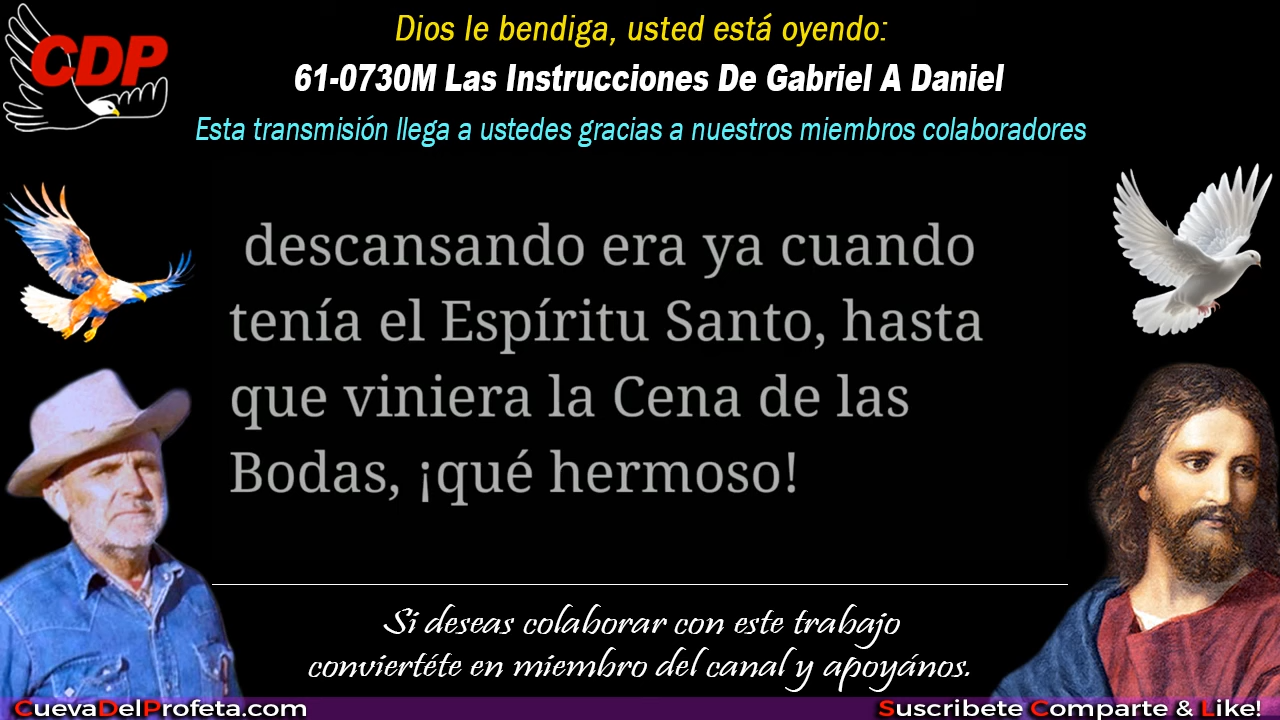 CDP
Dios le bendiga, usted está oyendo:
61-0730M Las Instrucciones De Gabriel A Daniel
Esta transmisión llega a ustedes gracias a nuestros miembros colaboradores
descansando era ya cuando
tenía el Espíritu Santo, hasta
que viniera la Cena de las
Bodas, ¡qué hermoso!
Si deseas colaborar con este trabajo
conviertéte en miembro del canal y apoyános.
CuevaDelProfeta.com
Suscribete Comparte & Like!